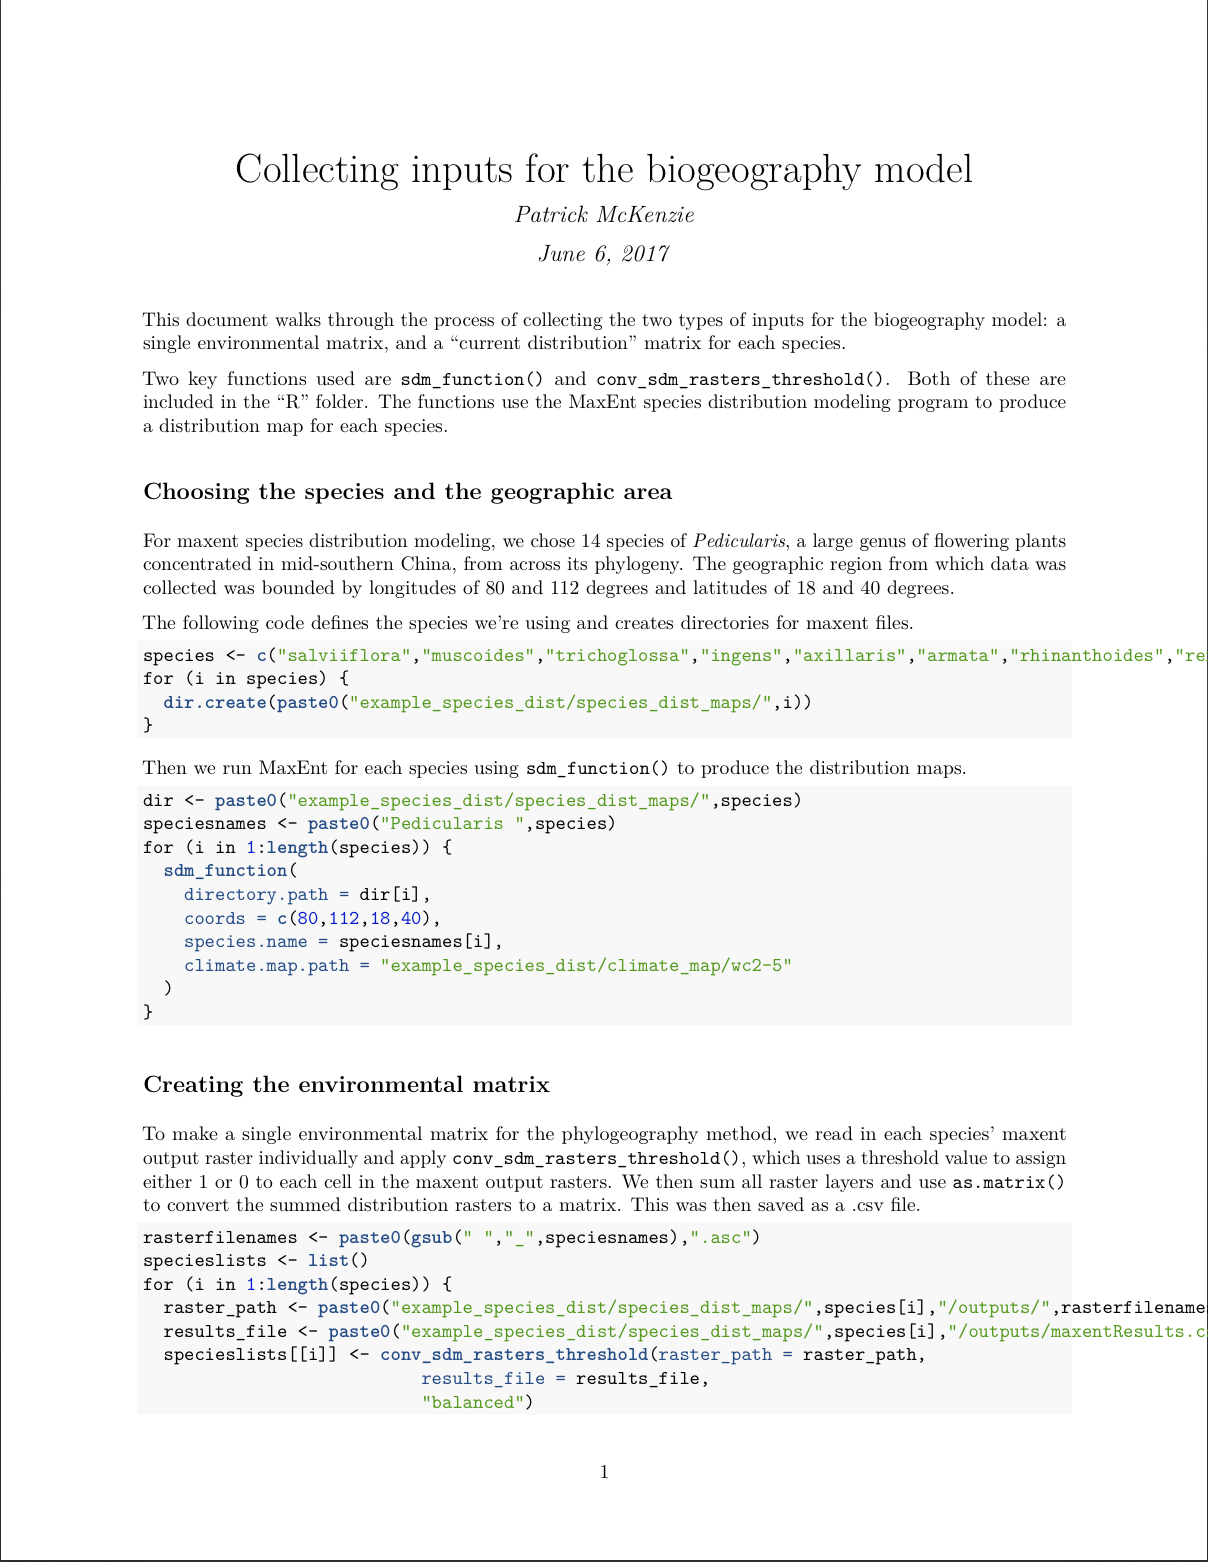 Collecting inputs for the biogeography model
Patrick McKenzie
June 6, 2017
This document walks through the process of collecting the two types of inputs for the biogeography model: a
single environmental matrix, and a “current distribution” matrix for each species.
Two key functions used are sdm_function() and conv_sdm_rasters_threshold(). Both of these are
included in the “R” folder. The functions use the MaxEnt species distribution modeling program to produce
a distribution map for each species.
Choosing the species and the geographic area
For maxent species distribution modeling, we chose 14 species of Pedicularis, a large genus of flowering plants
concentrated in mid-southern China, from across its phylogeny. The geographic region from which data was
collected was bounded by longitudes of 80 and 112 degrees and latitudes of 18 and 40 degrees.
The following code defines the species we’re using and creates directories for maxent files.
species <- c("salviiflora","muscoides","trichoglossa","ingens","axillaris","armata","rhinanthoides","re
for (i in species) {
  dir.create(paste0("example_species_dist/species_dist_maps/",i))
}
Then we run MaxEnt for each species using sdm_function() to produce the distribution maps.
dir <- paste0("example_species_dist/species_dist_maps/",species)
speciesnames <- paste0("Pedicularis ",species)
for (i in 1:length(species)) {
  sdm_function(
    directory.path = dir[i],
    coords = c(80,112,18,40),
    species.name = speciesnames[i],
    climate.map.path = "example_species_dist/climate_map/wc2-5"
  )
}
Creating the environmental matrix
To make a single environmental matrix for the phylogeography method, we read in each species’ maxent
output raster individually and apply conv_sdm_rasters_threshold(), which uses a threshold value to assign
either 1 or 0 to each cell in the maxent output rasters. We then sum all raster layers and use as.matrix()
to convert the summed distribution rasters to a matrix. This was then saved as a .csv file.
rasterfilenames <- paste0(gsub(" ","_",speciesnames),".asc")
specieslists <- list()
for (i in 1:length(species)) {
  raster_path <- paste0("example_species_dist/species_dist_maps/",species[i],"/outputs/",rasterfilename
  results_file <- paste0("example_species_dist/species_dist_maps/",species[i],"/outputs/maxentResults.c
  specieslists[[i]] <- conv_sdm_rasters_threshold(raster_path = raster_path,
                           results_file = results_file,
                           "balanced")
1